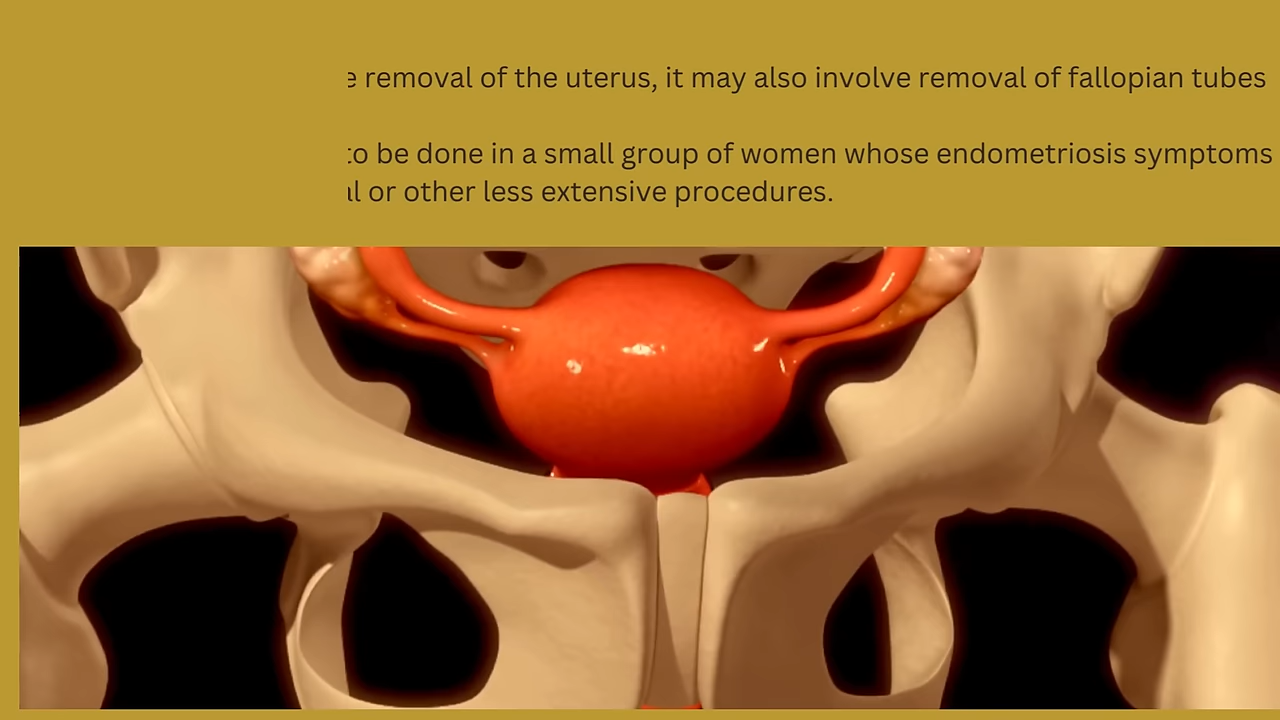 removal of the uterus, it may also involve removal of fallopian tubes
be done in a small group of women whose endometriosis symptoms
or other less extensive procedures.